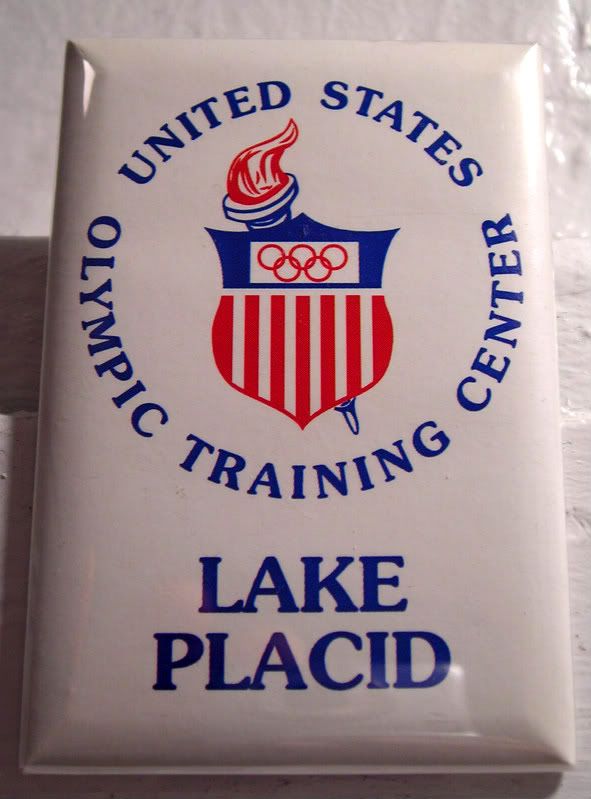 UNITED STATES
OLYMPIC TRAINING CENTER
LAKE
PLACID